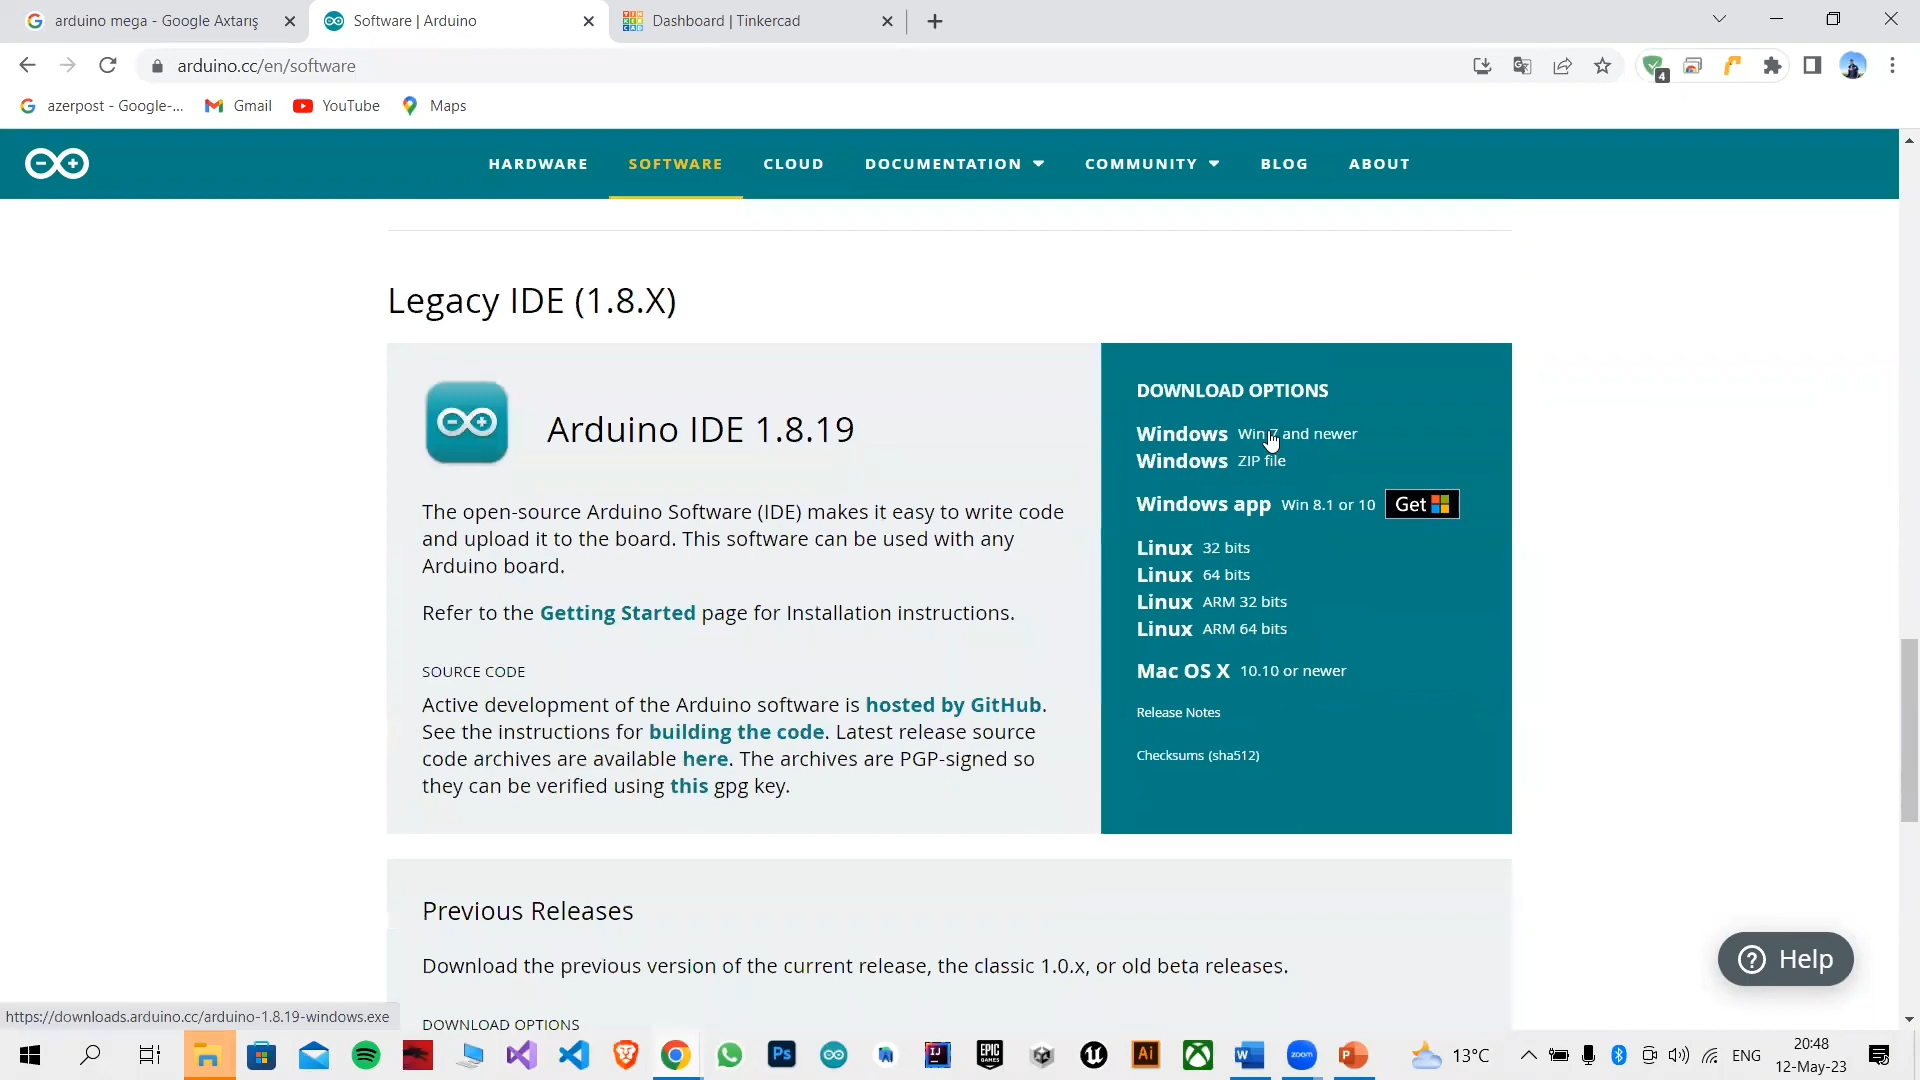 arduino mega - Google Axtarış
Software | Arduino
Dashboard | Tinkercad
arduino.cc/en/software
4
azerpost - Google-...
Gmail
YouTube
Maps
HARDWARE
SOFTWARE
CLOUD
DOCUMENTATION
COMMUNITY
BLOG
ABOUT
Legacy IDE (1.8.X)
Arduino IDE 1.8.19
The open-source Arduino Software (IDE) makes it easy to write code
and upload it to the board. This software can be used with any
Arduino board.
Refer to the Getting Started page for Installation instructions.
SOURCE CODE
Active development of the Arduino software is hosted by GitHub.
See the instructions for building the code. Latest release source
code archives are available here. The archives are PGP-signed so
they can be verified using this gpg key.
DOWNLOAD OPTIONS
Windows Win 7 and newer
Windows ZIP file
Windows app Win 8.1 or 10 Get
Linux 32 bits
Linux 64 bits
Linux ARM 32 bits
Linux ARM 64 bits
Mac OS X 10.10 or newer
Release Notes
Checksums (sha512)
Previous Releases
Download the previous version of the current release, the classic 1.0.x, or old beta releases.
DOWNLOAD OPTIONS
Help
https://downloads.arduino.cc/arduino-1.8.19-windows.exe
Ps
IJ
EPIC
GAMES
Ai
W
zoom
P
13°C
ENG
20:48
12-May-23